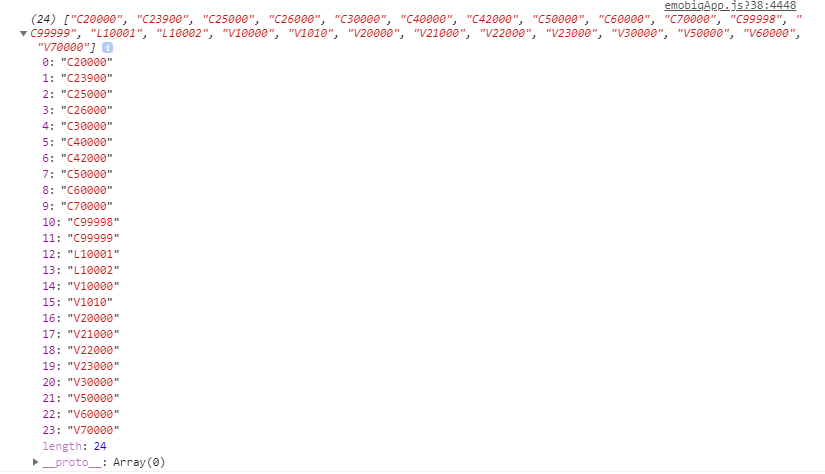 emobiqApp.js?38:4448
(24) ["C20000", "C23900", "C25000", "C26000", "C30000", "C40000", "C42000", "C50000", "C60000", "C70000", "C99998", "
C99999", "L10001", "L10002", "V10000", "V1010", "V20000", "V21000", "V22000", "V23000", "V30000", "V50000", "V60000",
"V70000"] i
0: "C20000"
1: "C23900"
2: "C25000"
3: "C26000"
4: "C30000"
5: "C40000"
6: "C42000"
7: "C50000"
8: "C60000"
9: "C70000"
10: "C99998"
11: "C99999"
12: "L10001"
13: "L10002"
14: "V10000"
15: "V1010"
16: "V20000"
17: "V21000"
18: "V22000"
19: "V23000"
20: "V30000"
21: "V50000"
22: "V60000"
23: "V70000"
length: 24
__proto__: Array(0)